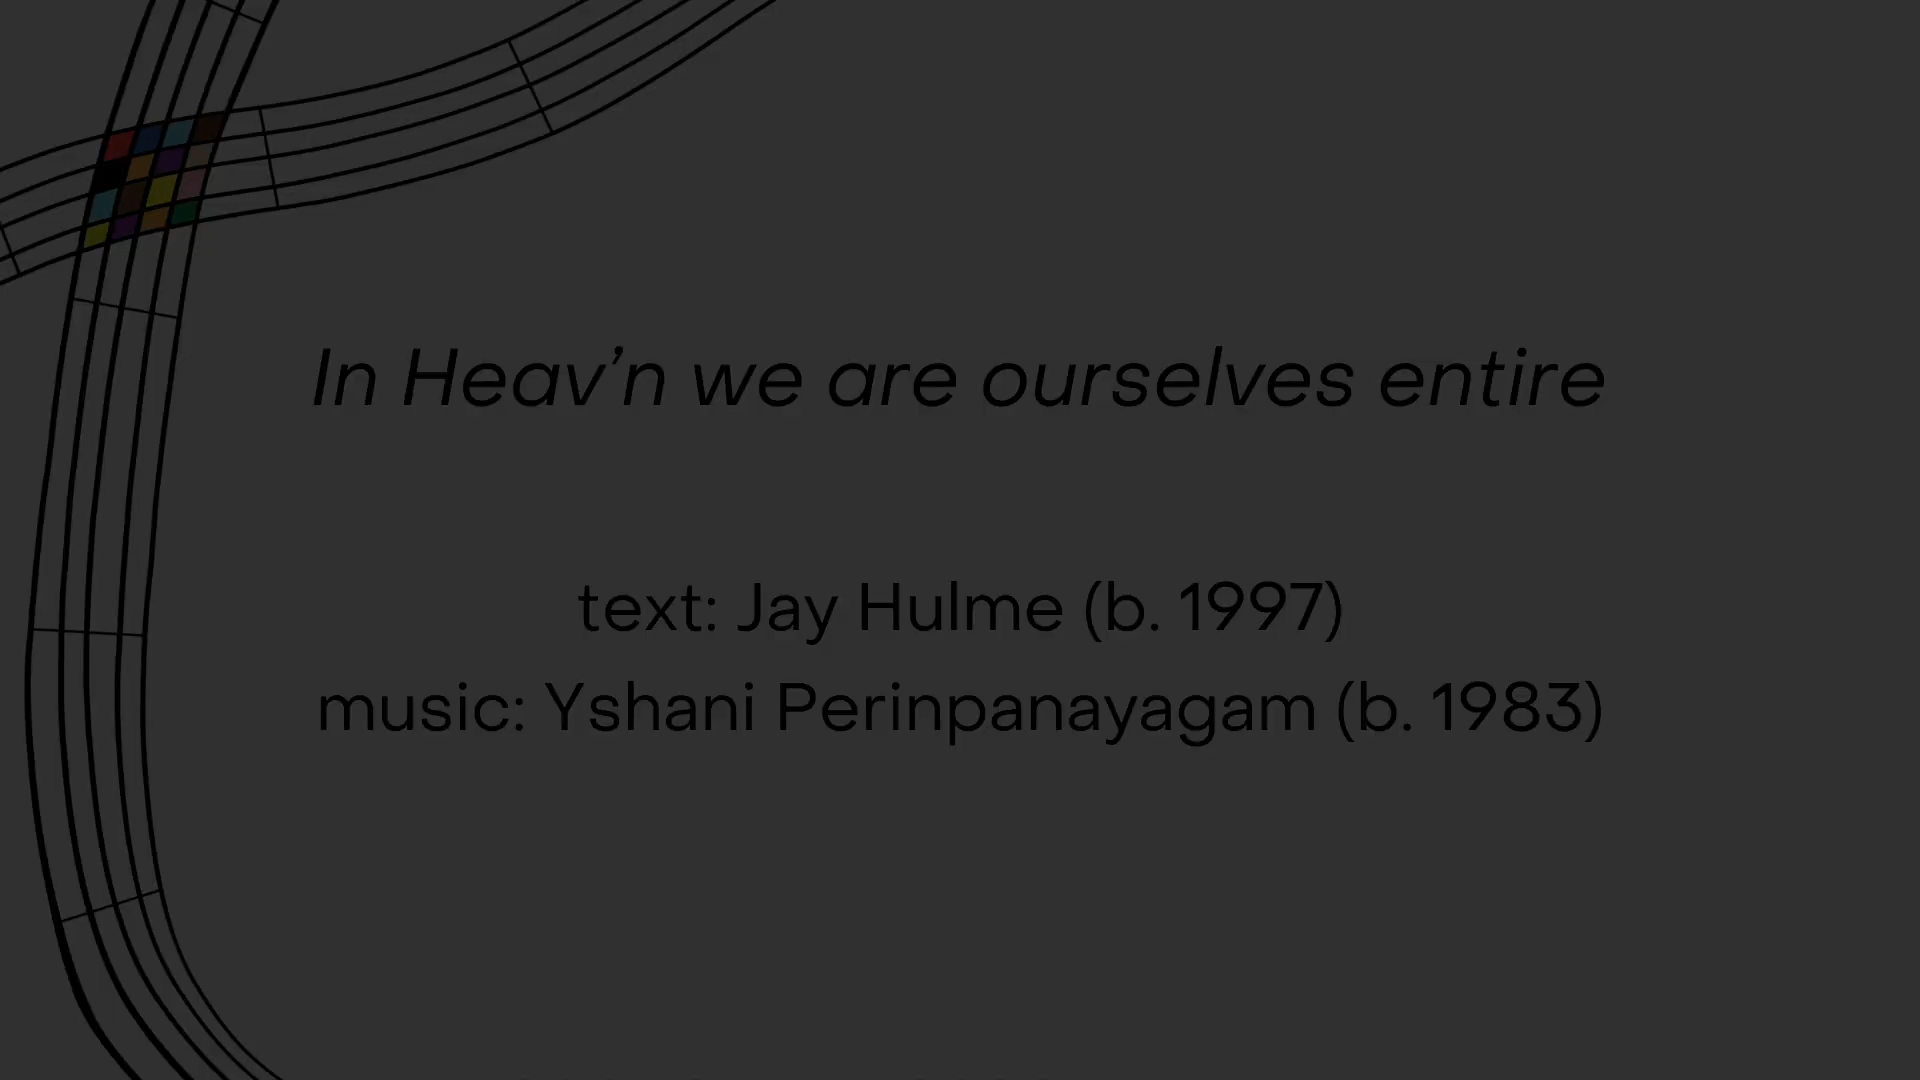 In Heav’n we are ourselves entire
text: Jay Hulme (b. 1997)
music: Yshani Perinpanayagam (b. 1983)